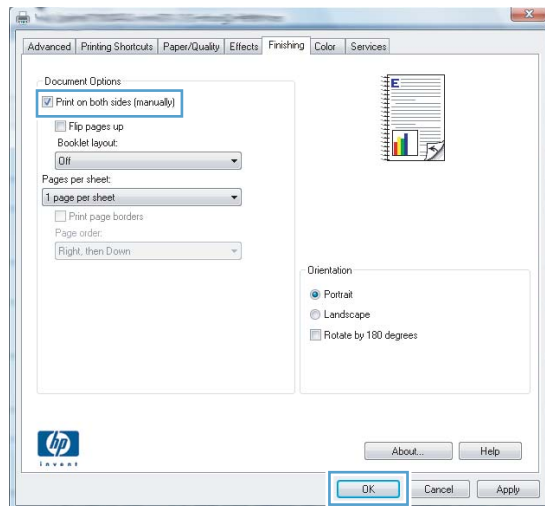 Advanced Printing Shortcuts Paper/Quality Effects Finishing Color Services
Document Options
Print on both sides (manually)
Flip pages up
Booklet layout:
Off
Pages per sheet:
1 page per sheet
Print page borders
Page order:
Right, then Down
E
Orientation
Portrait
Landscape
Rotate by 180 degrees
hp
invent
About... Help
OK Cancel Apply